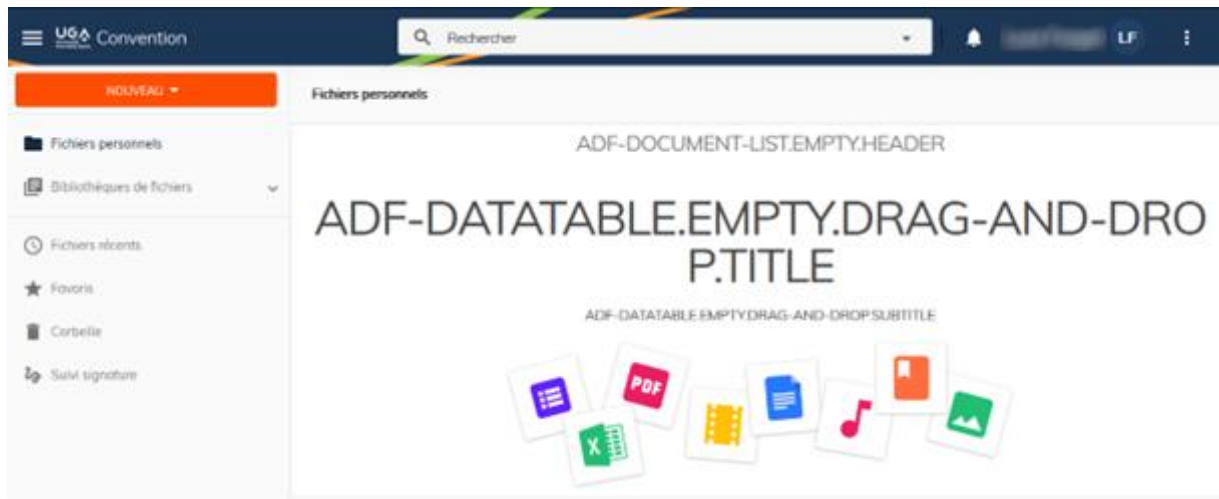 UGA Convention
Rechercher
LF
NOUVEAU
Fichiers personnels
Fichiers personnels
Bibliothèques de fichiers
Fichiers récents
Favoris
Corbeille
Suivi signature
ADF-DOCUMENT-LIST.EMPTY.HEADER
ADF-DATATABLE.EMPTY.DRAG-AND-DRO
P.TITLE
ADF-DATATABLE.EMPTY.DRAG-AND-DROP.SUBTITLE
PDF
X